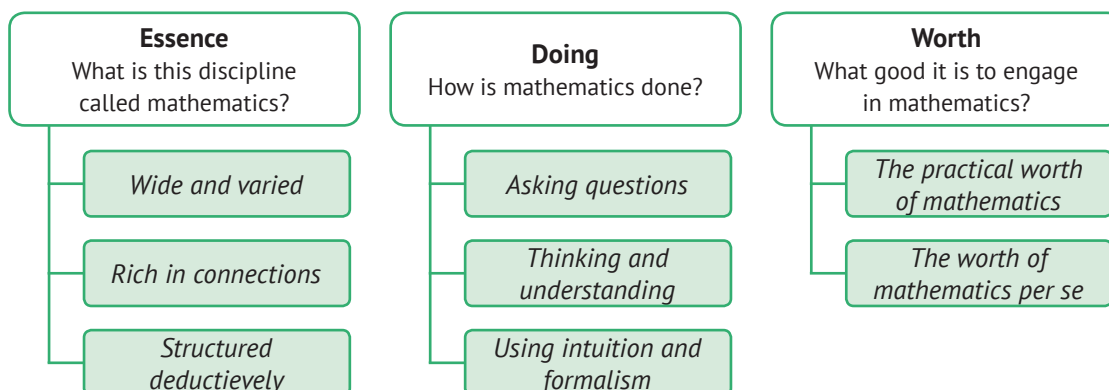 Essence
What is this discipline
called mathematics?
Wide and varied
Rich in connections
Structured
deductievely
Doing
How is mathematics done?
Asking questions
Thinking and
understanding
Using intuition and
formalism
Worth
What good it is to engage
in mathematics?
The practical worth
of mathematics
The worth of
mathematics per se